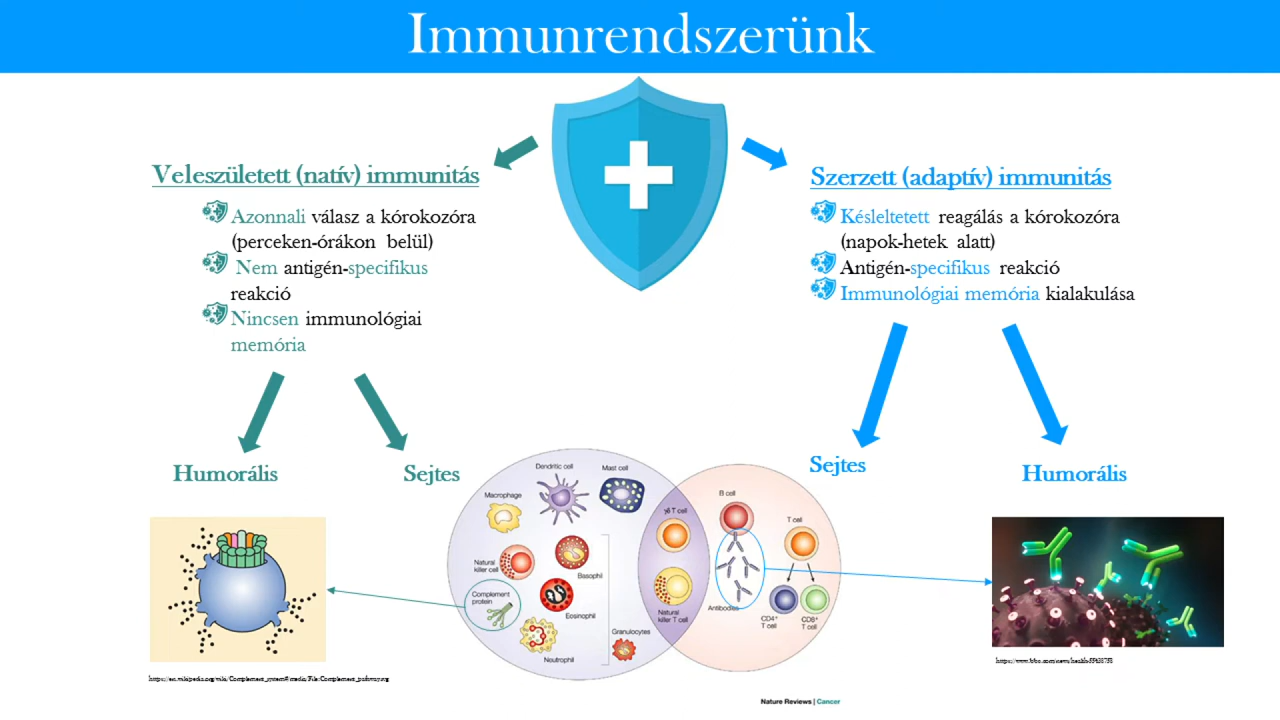 Immunrendszerünk
Veleszületett (natív) immunitás
Azonnali válasz a kórokozóra
(perceken-órákon belül)
Nem antigén-specifikus
reakció
Nincsen immunológiai
memória
Humorális
Sejtes
Szerzett (adaptív) immunitás
Késleltetett reagálás a kórokozóra
(napok-hetek alatt)
Antigén-specifikus reakció
Immunológiai memória kialakulása
Sejtes
Humorális
Dendritic cell
Mast cell
Macrophage
Natural
killer cell
Basophil
Complement
protein
Eosinophil
Neutrophil
Granulocytes
γδ T cell
Natural
killer T cell
B cell
T cell
Antibodies
CD4+
T cell
CD8+
T cell
Nature Reviews | Cancer